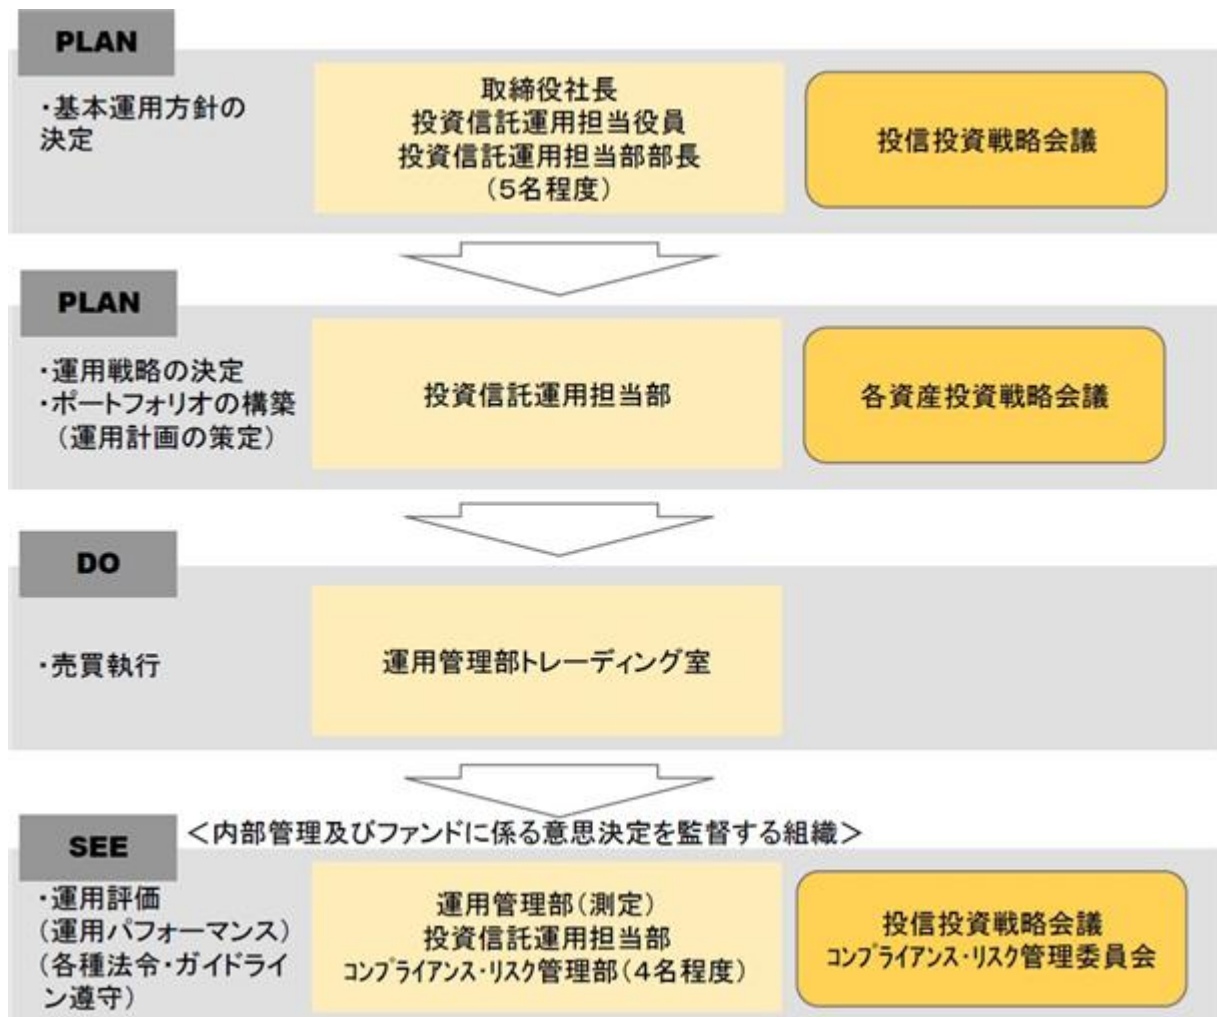 PLAN
・基本運用方針の
決定
取締役社長
投資信託運用担当役員
投資信託運用担当部部長
（5名程度）
投信投資戦略会議
PLAN
・運用戦略の決定
・ポートフォリオの構築
（運用計画の策定）
投資信託運用担当部
各資産投資戦略会議
DO
・売買執行
運用管理部トレーディング室
SEE
＜内部管理及びファンドに係る意思決定を監督する組織＞
・運用評価
（運用パフォーマンス）
（各種法令・ガイドライ
ン遵守）
運用管理部（測定）
投資信託運用担当部
ｺﾝﾌﾟﾗｲｱﾝｽ・ﾘｽｸ管理部（４名程度）
投信投資戦略会議
ｺﾝﾌﾟﾗｲｱﾝｽ・ﾘｽｸ管理委員会